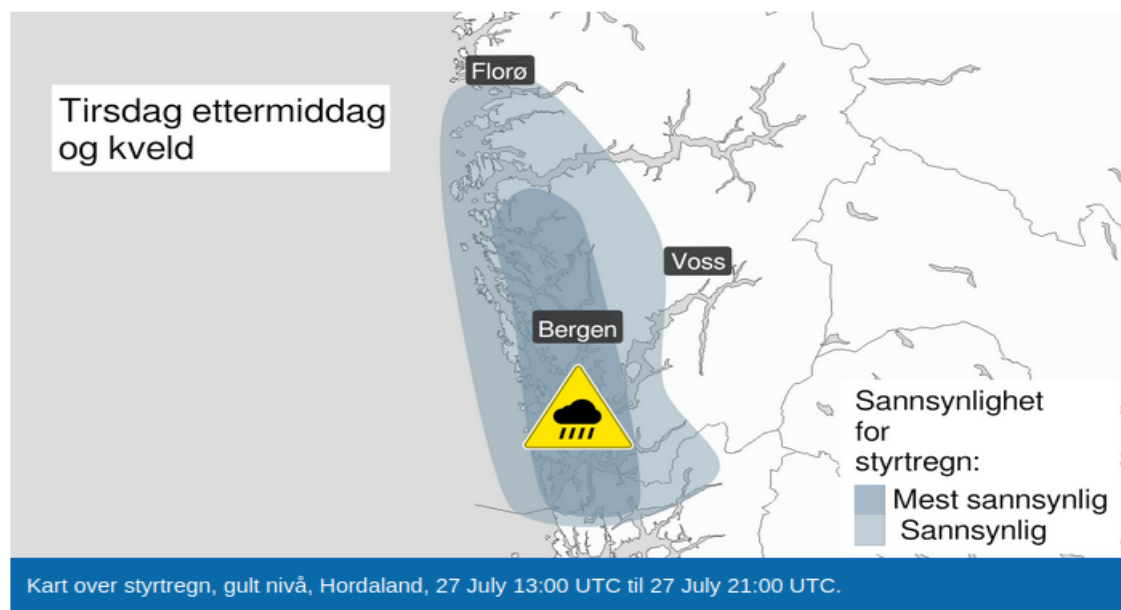 Florø
Tirsdag ettermiddag
og kveld
Voss
Bergen
Sannsynlighet
for
styrtregn:
Mest sannsynlig
Sannsynlig
Kart over styrtregn, gult nivå, Hordaland, 27 July 13:00 UTC til 27 July 21:00 UTC.